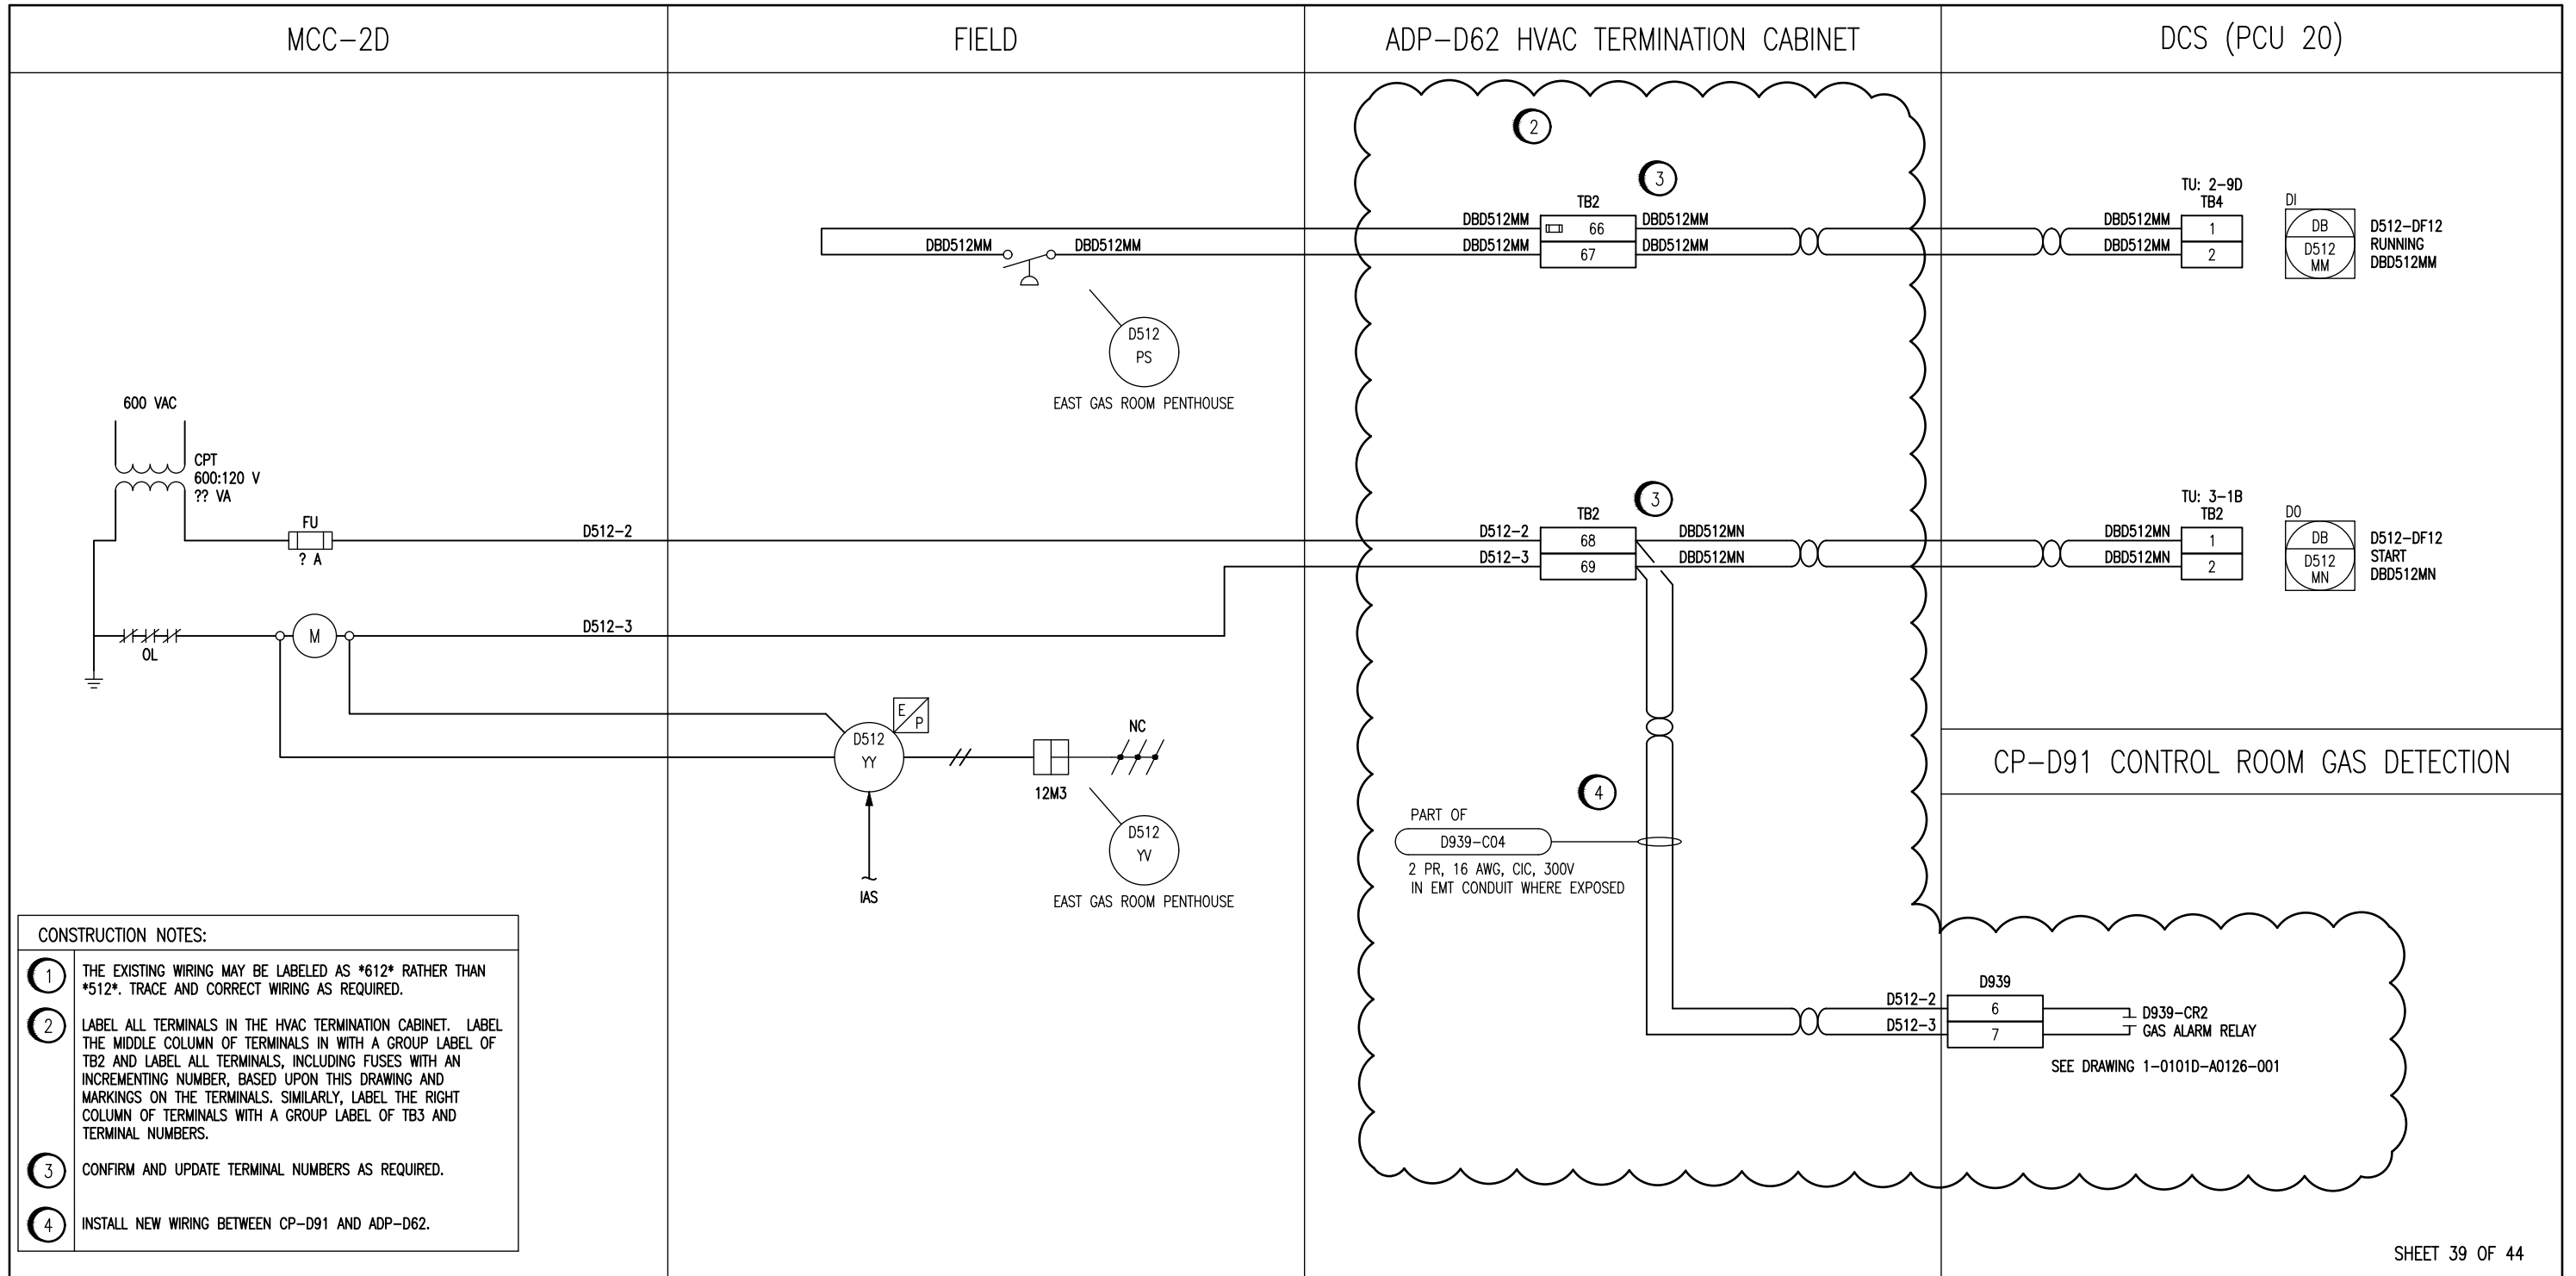 MCC-2D
FIELD
ADP-D62 HVAC TERMINATION CABINET
DCS (PCU 20)
2
3
TB2
DBD512MM
66
DBD512MM
DBD512MM
67
DBD512MM
DBD512MM
DBD512MM
D512
PS
EAST GAS ROOM PENTHOUSE
TU: 2-9D
TB4
DBD512MM
1
DBD512MM
2
DI
DB
D512
MM
D512-DF12
RUNNING
DBD512MM
600 VAC
CPT
600:120 V
?? VA
FU
? A
D512-2
D512-3
M
OL
3
TB2
D512-2
68
DBD512MN
D512-3
69
DBD512MN
TU: 3-1B
TB2
DBD512MN
1
DBD512MN
2
DO
DB
D512
MN
D512-DF12
START
DBD512MN
E
P
D512
YY
IAS
12M3
NC
D512
YV
EAST GAS ROOM PENTHOUSE
4
PART OF
D939-C04
2 PR, 16 AWG, CIC, 300V
IN EMT CONDUIT WHERE EXPOSED
CP-D91 CONTROL ROOM GAS DETECTION
D939
D512-2
6
D512-3
7
D939-CR2
GAS ALARM RELAY
SEE DRAWING 1-0101D-A0126-001
CONSTRUCTION NOTES:
1
THE EXISTING WIRING MAY BE LABELED AS *612* RATHER THAN
*512*. TRACE AND CORRECT WIRING AS REQUIRED.
2
LABEL ALL TERMINALS IN THE HVAC TERMINATION CABINET. LABEL
THE MIDDLE COLUMN OF TERMINALS IN WITH A GROUP LABEL OF
TB2 AND LABEL ALL TERMINALS, INCLUDING FUSES WITH AN
INCREMENTING NUMBER, BASED UPON THIS DRAWING AND
MARKINGS ON THE TERMINALS. SIMILARLY, LABEL THE RIGHT
COLUMN OF TERMINALS WITH A GROUP LABEL OF TB3 AND
TERMINAL NUMBERS.
3
CONFIRM AND UPDATE TERMINAL NUMBERS AS REQUIRED.
4
INSTALL NEW WIRING BETWEEN CP-D91 AND ADP-D62.
SHEET 39 OF 44